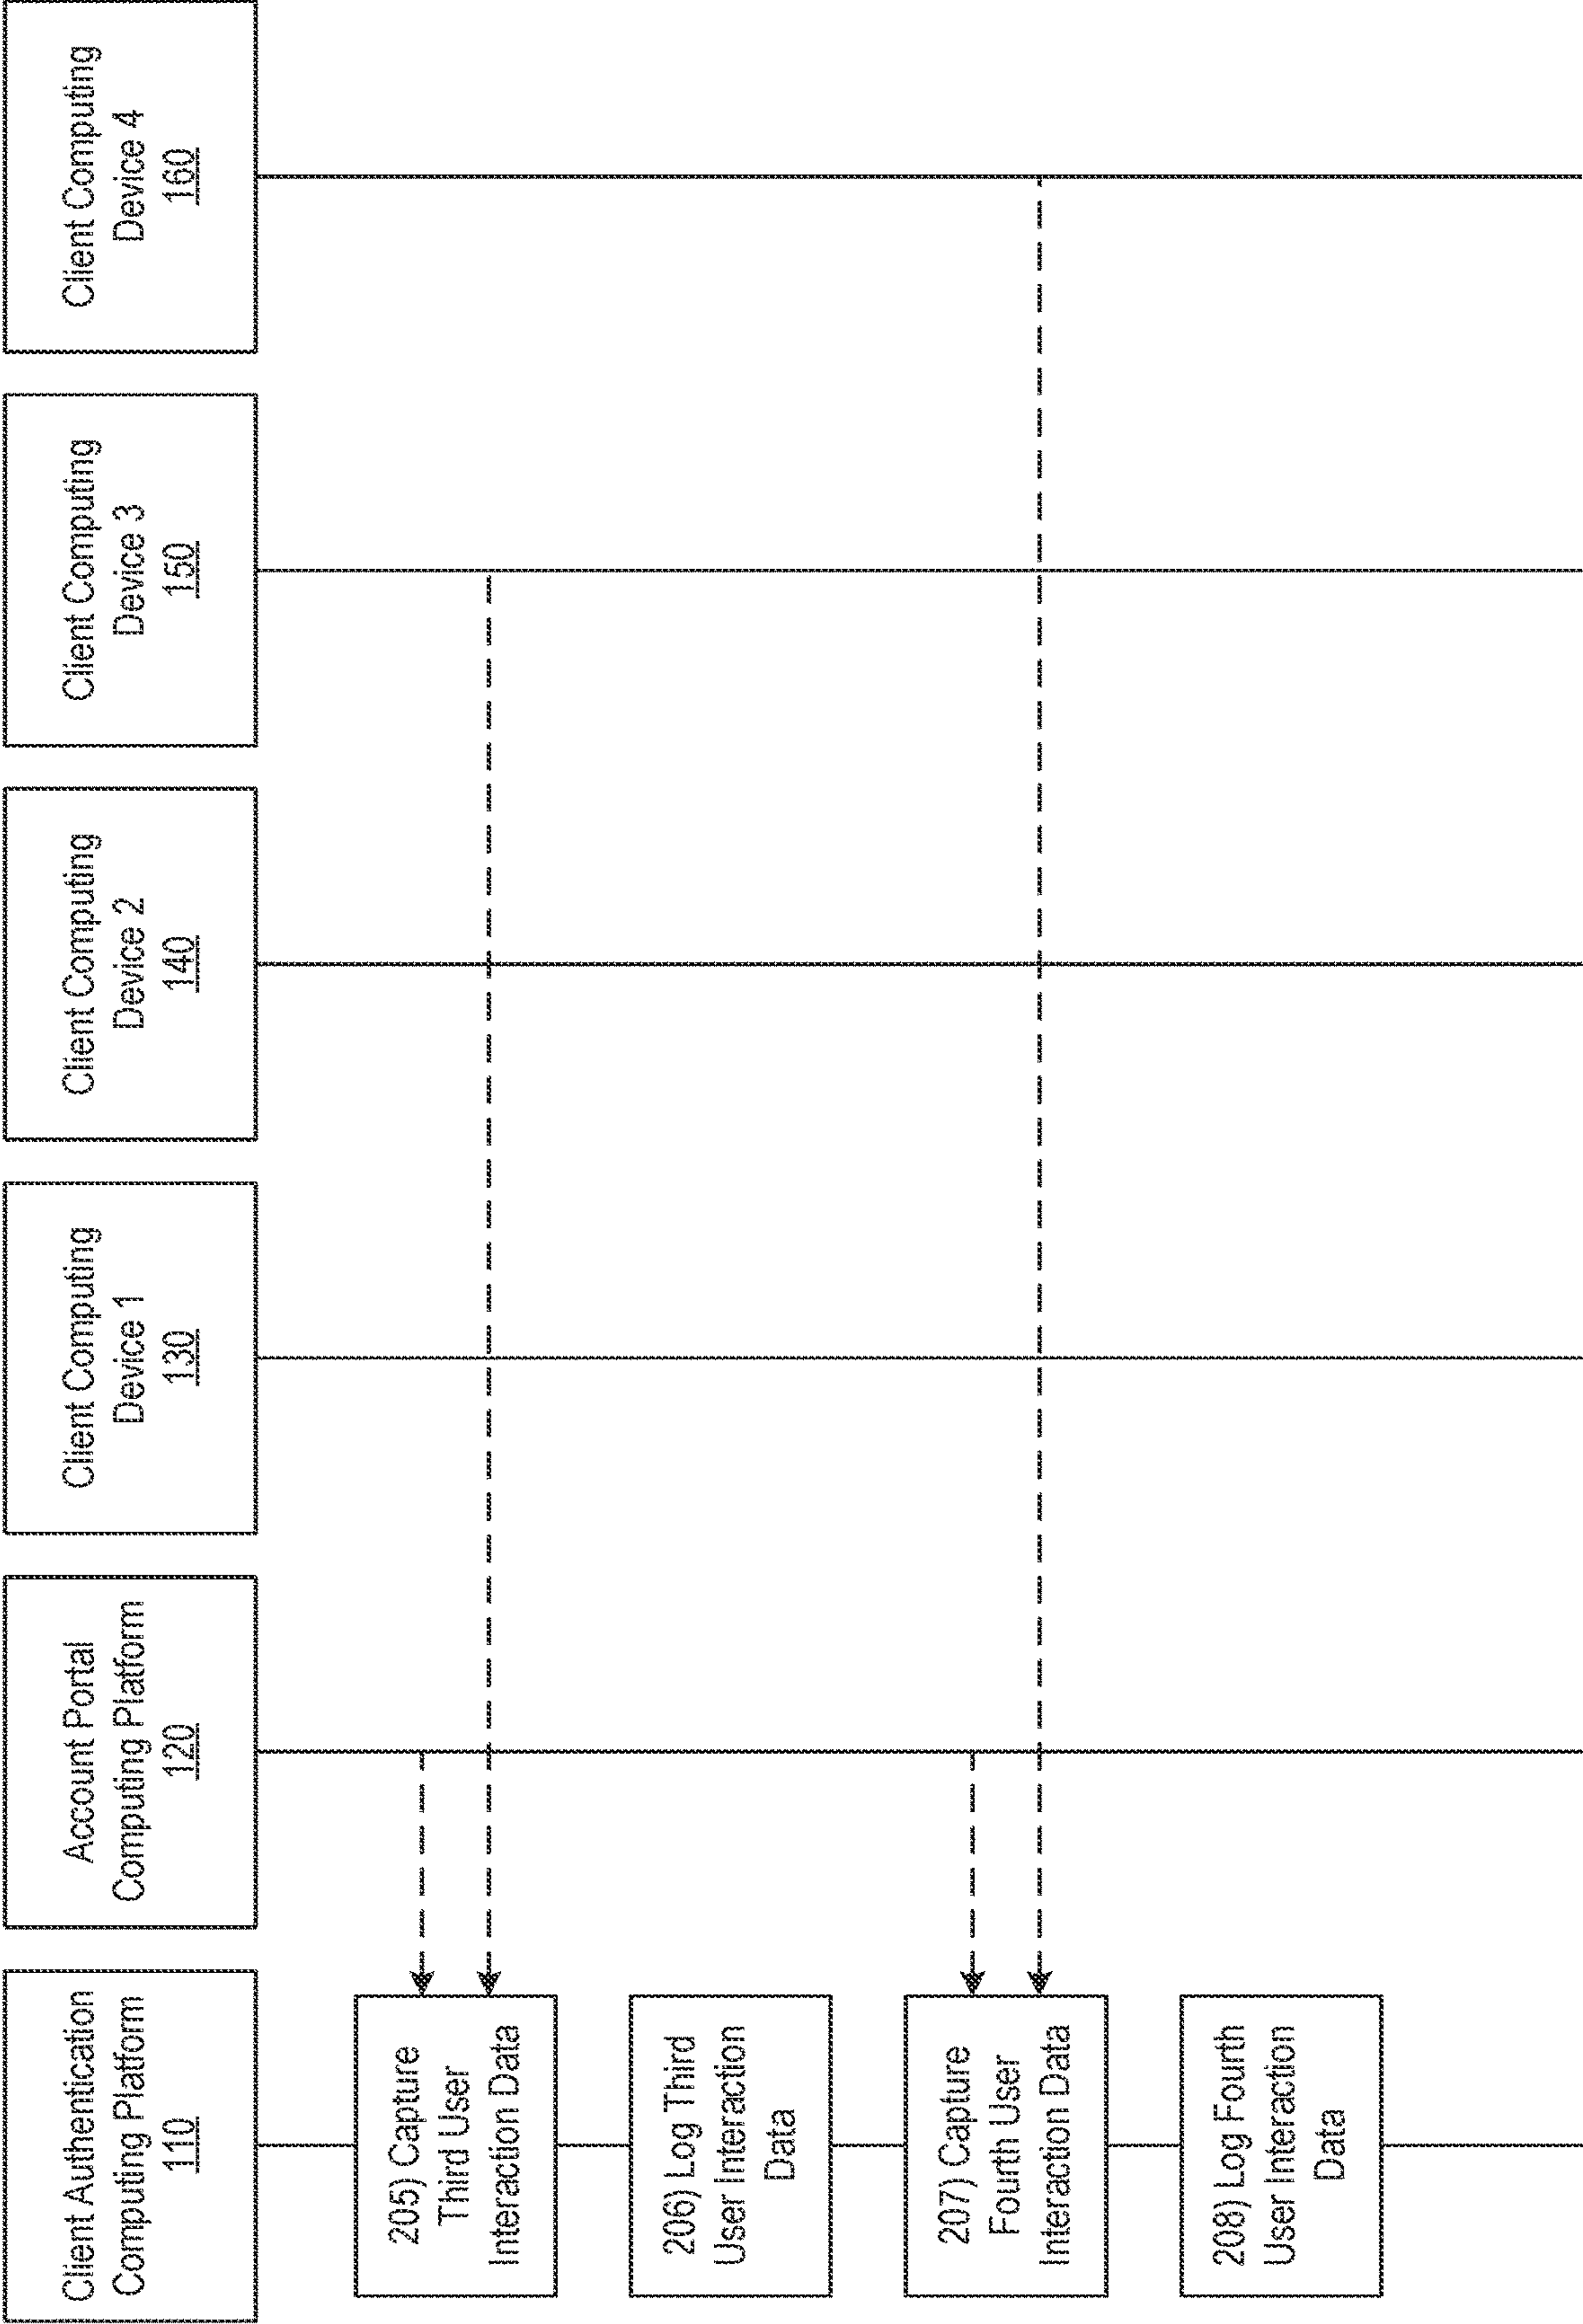 Client Authentication
Computing Platform
110
Account Portal
Computing Platform
120
Client Computing
Device 1
130
Client Computing
Device 2
140
Client Computing
Device 3
150
Client Computing
Device 4
160
205) Capture
Third User
Interaction Data
206) Log Third
User Interaction
Data
207) Capture
Fourth User
Interaction Data
208) Log Fourth
User Interaction
Data